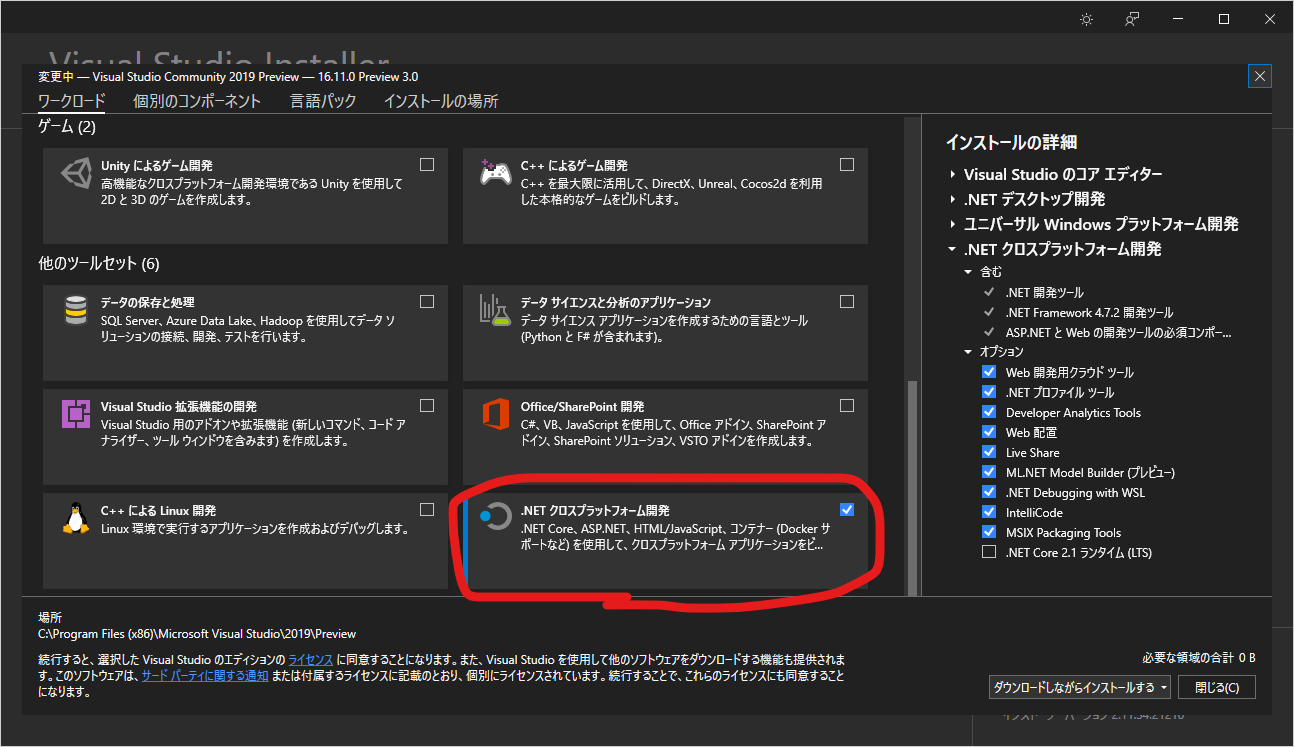 Visual Studio Installer
変更中 — Visual Studio Community 2019 Preview — 16.11.0 Preview 3.0
ワークロード 個別のコンポーネント 言語パック インストールの場所
ゲーム (2)
Unity によるゲーム開発
高機能なクロスプラットフォーム開発環境である Unity を使用して
2D と 3D のゲームを作成します。
C++ によるゲーム開発
C++ を最大限に活用して、DirectX、Unreal、Cocos2d を利用
した本格的なゲームをビルドします。
他のツールセット (6)
データの保存と処理
SQL Server、Azure Data Lake、Hadoop を使用してデータ ソ
リューションの接続、開発、テストを行います。
データ サイエンスと分析のアプリケーション
データ サイエンス アプリケーションを作成するための言語とツール
(Python と F# が含まれます)。
Visual Studio 拡張機能の開発
Visual Studio 用のアドオンや拡張機能 (新しいコマンド、コード ア
ナライザー、ツール ウィンドウを含みます) を作成します。
Office/SharePoint 開発
C#、VB、JavaScript を使用して、Office アドイン、SharePoint ア
ドイン、SharePoint ソリューション、VSTO アドインを作成します。
C++ による Linux 開発
Linux 環境で実行するアプリケーションを作成およびデバッグします。
.NET クロスプラットフォーム開発
.NET Core、ASP.NET、HTML/JavaScript、コンテナー (Docker サ
ポートなど) を使用して、クロスプラットフォーム アプリケーションをビ...
インストールの詳細
Visual Studio のコア エディター
.NET デスクトップ開発
ユニバーサル Windows プラットフォーム開発
.NET クロスプラットフォーム開発
含む
.NET 開発ツール
.NET Framework 4.7.2 開発ツール
ASP.NET と Web の開発ツールの必須コンポー...
オプション
Web 開発用クラウド ツール
.NET プロファイル ツール
Developer Analytics Tools
Web 配置
Live Share
ML.NET Model Builder (プレビュー)
.NET Debugging with WSL
IntelliCode
MSIX Packaging Tools
.NET Core 2.1 ランタイム (LTS)
場所
C:\Program Files (x86)\Microsoft Visual Studio\2019\Preview
続行すると、選択した Visual Studio のエディションの ライセンス に同意することになります。また、Visual Studio を使用して他のソフトウェアをダウンロードする機能も提供されま
す。このソフトウェアは、サード パーティに関する通知 または付属するライセンスに記載のとおり、個別にライセンスされています。続行することで、これらのライセンスにも同意すること
になります。
必要な領域の合計 0 B
ダウンロードしながらインストールする 閉じる(C)